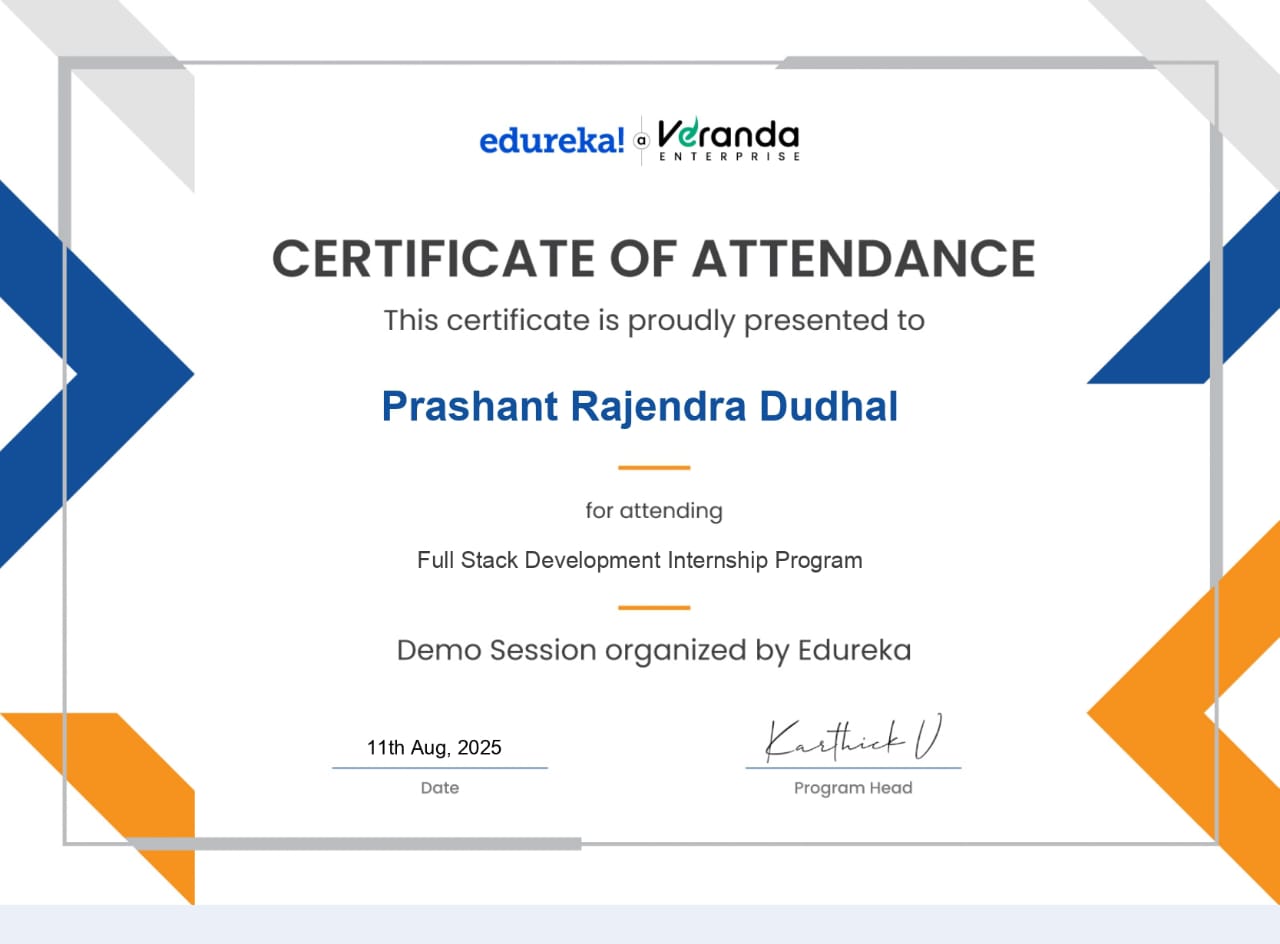 edureka! a Veranda
ENTERPRISE
CERTIFICATE OF ATTENDANCE
This certificate is proudly presented to
Prashant Rajendra Dudhal
for attending
Full Stack Development Internship Program
Demo Session organized by Edureka
11th Aug, 2025
Karthick V
Date
Program Head